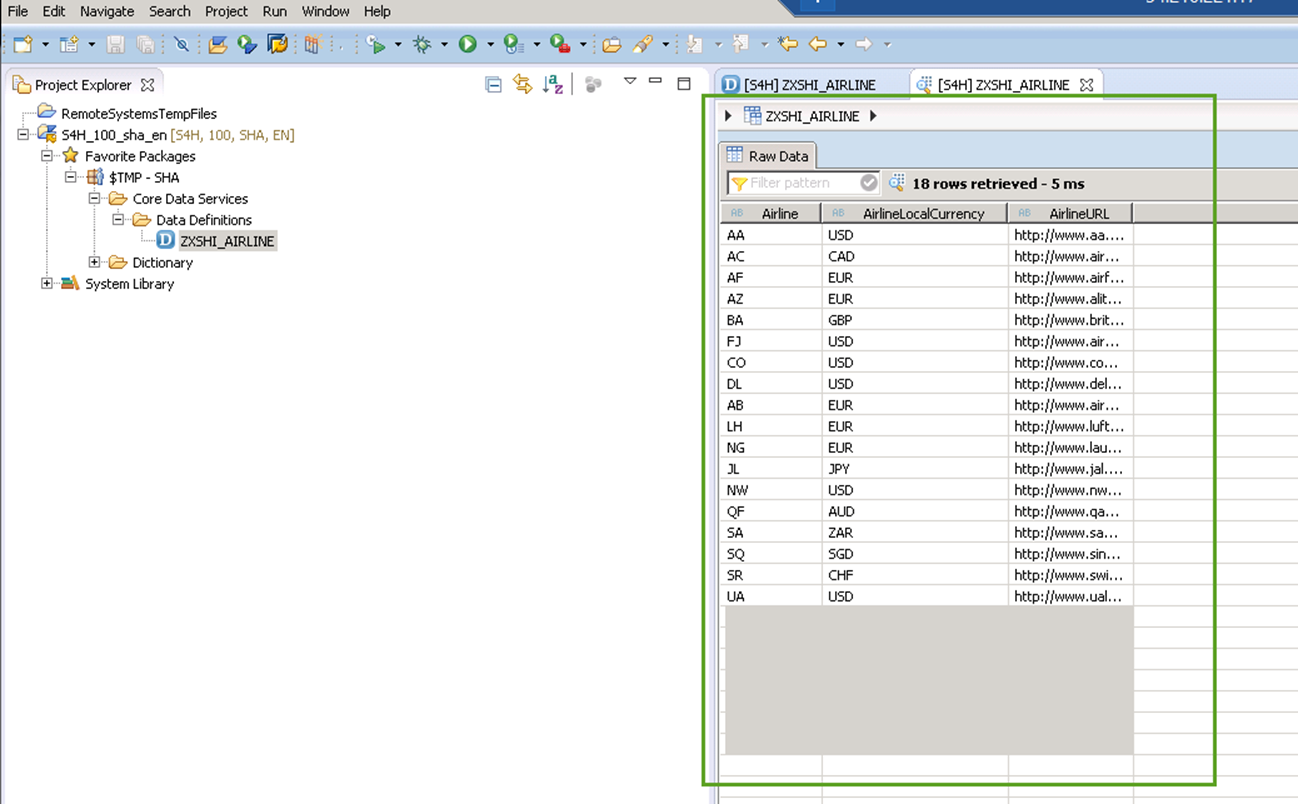 File Edit Navigate Search Project Run Window Help
Project Explorer
[S4H] ZXSHI_AIRLINE
[S4H] ZXSHI_AIRLINE
RemoteSystemsTempFiles
S4H_100_sha_en [S4H, 100, SHA, EN]
Favorite Packages
$TMP - SHA
Core Data Services
Data Definitions
ZXSHI_AIRLINE
Dictionary
System Library
ZXSHI_AIRLINE
Raw Data
Filter pattern
18 rows retrieved - 5 ms
Airline AirlineLocalCurrency AirlineURL
AA USD http://www.aa....
AC CAD http://www.air...
AF EUR http://www.airf...
AZ EUR http://www.alit...
BA GBP http://www.brit...
FJ USD http://www.air...
CO USD http://www.co...
DL USD http://www.del...
AB EUR http://www.air...
LH EUR http://www.luft...
NG EUR http://www.lau...
JL JPY http://www.jal....
NW USD http://www.nw...
QF AUD http://www.qa...
SA ZAR http://www.sa...
SQ SGD http://www.sin...
SR CHF http://www.swi...
UA USD http://www.ual...